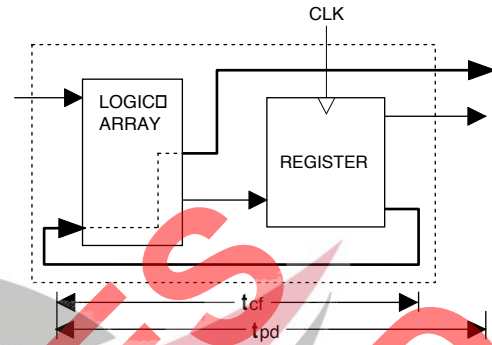 CLK
LOGIC□
ARRAY
REGISTER
tcf
tpd